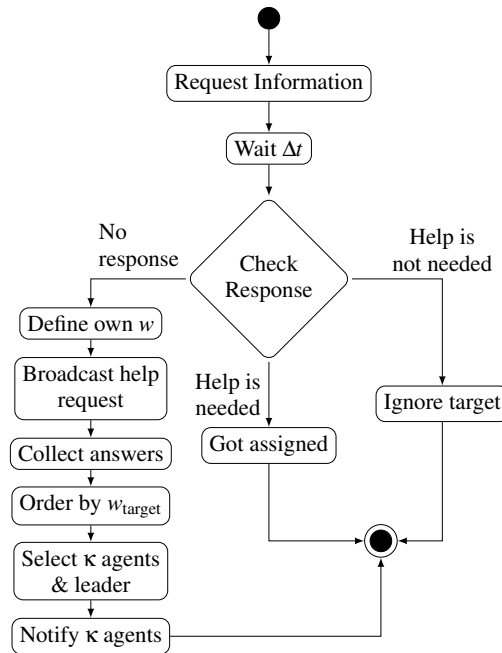 Request Information
Wait Δt
Check
Response
No
response
Help is
not needed
Define own w
Broadcast help
request
Collect answers
Order by w_target
Select κ agents
& leader
Notify κ agents
Help is
needed
Got assigned
Ignore target